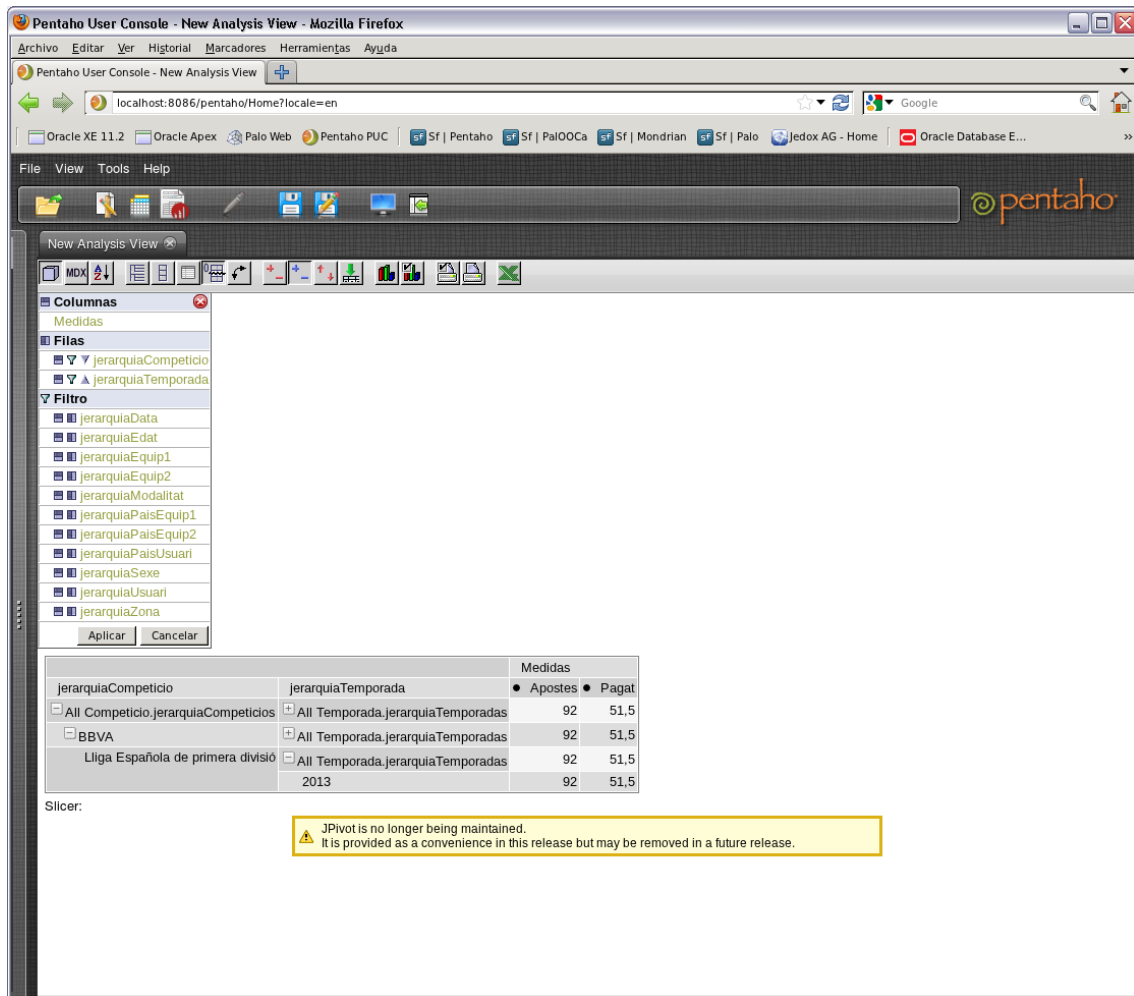 Pentaho User Console - New Analysis View - Mozilla Firefox
Archivo Editar Ver Historial Marcadores Herramientas Ayuda
Pentaho User Console - New Analysis View
localhost:8086/pentaho/Home?locale=en
Google
Oracle XE 11.2 Oracle Apex Palo Web Pentaho PUC Sf | Pentaho Sf | PalOOCa Sf | Mondrian Sf | Palo Jedox AG - Home Oracle Database E... »
File View Tools Help
pentaho
New Analysis View
MDX
Columnas
Medidas
Filas
jerarquiaCompeticio
jerarquiaTemporada
Filtro
jerarquiaData
jerarquiaEdat
jerarquiaEquip1
jerarquiaEquip2
jerarquiaModalitat
jerarquiaPaisEquip1
jerarquiaPaisEquip2
jerarquiaPaisUsuari
jerarquiaSexe
jerarquiaUsuari
jerarquiaZona
Aplicar Cancelar
Medidas
jerarquiaCompeticio jerarquiaTemporada Apostes Pagat
All Competicio.jerarquiaCompeticios All Temporada.jerarquiaTemporadas 92 51,5
BBVA All Temporada.jerarquiaTemporadas 92 51,5
Lliga Española de primera divisió All Temporada.jerarquiaTemporadas 92 51,5
2013 92 51,5
Slicer:
JPivot is no longer being maintained.
It is provided as a convenience in this release but may be removed in a future release.